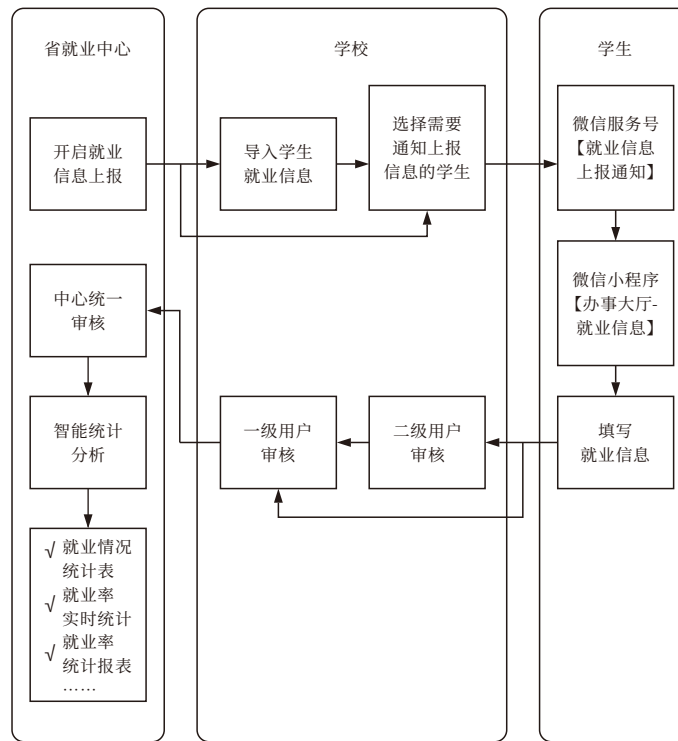 省就业中心
开启就业
信息上报
中心统一
审核
智能统计
分析
√ 就业情况
统计表
√ 就业率
实时统计
√ 就业率
统计报表
……
学校
导入学生
就业信息
选择需要
通知上报
信息的学生
一级用户
审核
二级用户
审核
学生
微信服务号
【就业信息
上报通知】
微信小程序
【办事大厅-
就业信息】
填写
就业信息